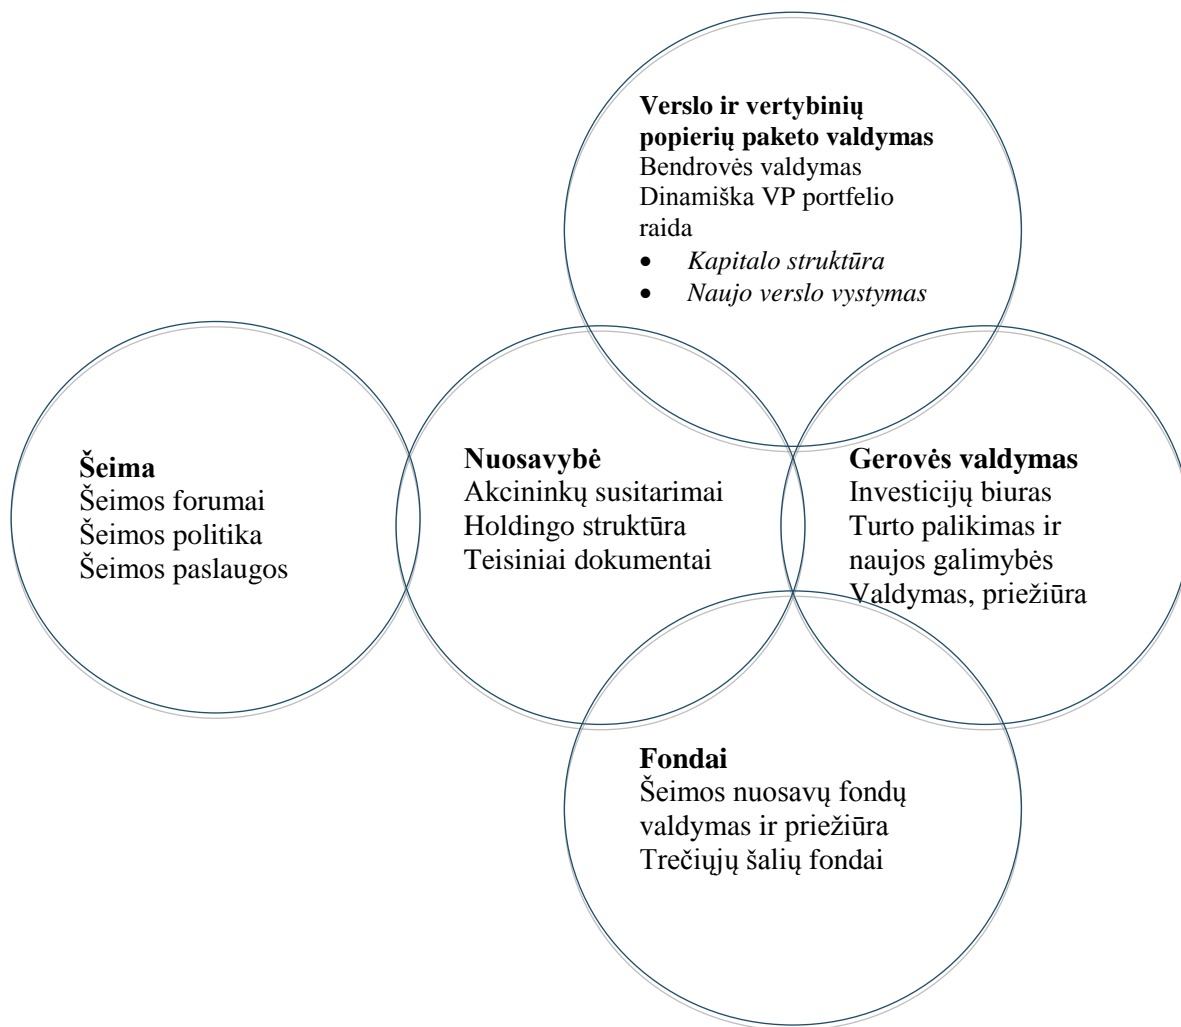 Verslo ir vertybinių
popierių paketo valdymas
Bendrovės valdymas
Dinamiška VP portfelio
raida
• Kapitalo struktūra
• Naujo verslo vystymas
Šeima
Šeimos forumai
Šeimos politika
Šeimos paslaugos
Nuosavybė
Akcininkų susitarimai
Holdingo struktūra
Teisiniai dokumentai
Gerovės valdymas
Investicijų biuras
Turto palikimas ir
naujos galimybės
Valdymas, priežiūra
Fondai
Šeimos nuosavų fondų
valdymas ir priežiūra
Trečiųjų šalių fondai